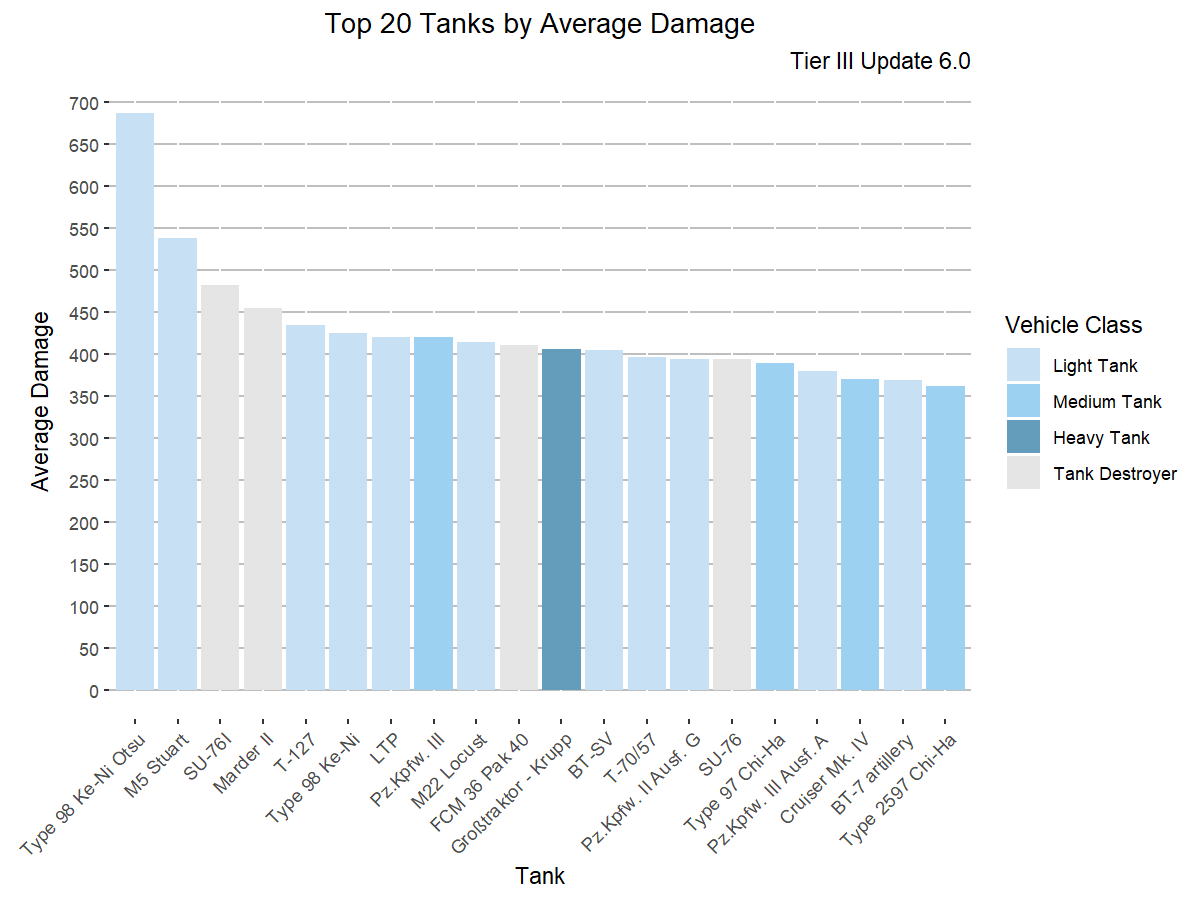 Top 20 Tanks by Average Damage
Tier III Update 6.0
Average Damage
700
650
600
550
500
450
400
350
300
250
200
150
100
50
0
Type 98 Ke-Ni Otsu
M5 Stuart
SU-76I
Marder II
T-127
Type 98 Ke-Ni
LTP
Pz.Kpfw. III
M22 Locust
FCM 36 Pak 40
Großtraktor - Krupp
BT-SV
T-70/57
Pz.Kpfw. II Ausf. G
SU-76
Type 97 Chi-Ha
Pz.Kpfw. III Ausf. A
Cruiser Mk. IV
BT-7 artillery
Type 2597 Chi-Ha
Tank
Vehicle Class
Light Tank
Medium Tank
Heavy Tank
Tank Destroyer